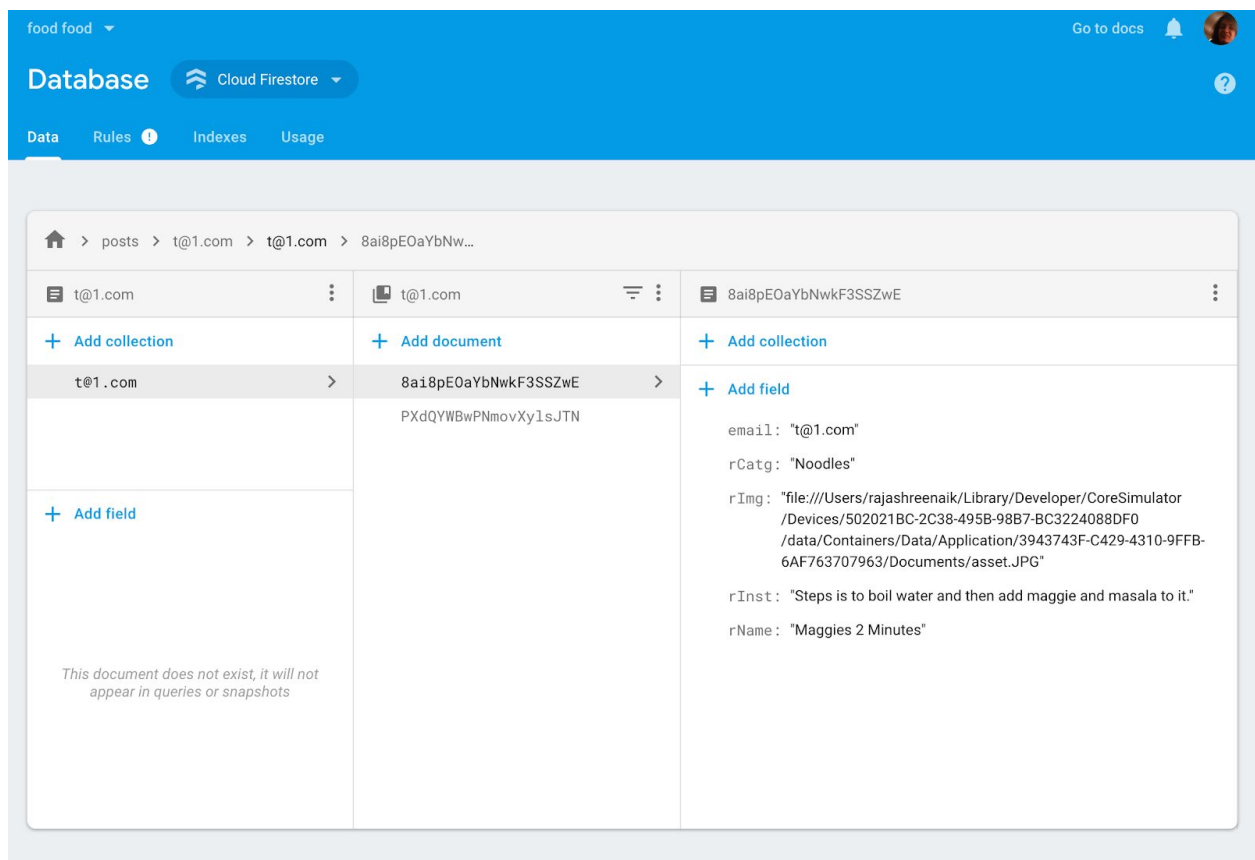 food food
Go to docs
Database
Cloud Firestore
Data Rules ! Indexes Usage
posts > t@1.com > t@1.com > 8ai8pEOaYbNw...
t@1.com
+ Add collection
t@1.com
+ Add field
This document does not exist, it will not
appear in queries or snapshots
t@1.com
+ Add document
8ai8pEOaYbNwkF3SSZwE
PXdQYWBwPNmovXylsJTN
8ai8pEOaYbNwkF3SSZwE
+ Add collection
+ Add field
email: "t@1.com"
rCatg: "Noodles"
rImg: "file:///Users/rajashreenaik/Library/Developer/CoreSimulator
/Devices/502021BC-2C38-495B-98B7-BC3224088DF0
/data/Containers/Data/Application/3943743F-C429-4310-9FFB-
6AF763707963/Documents/asset.JPG"
rInst: "Steps is to boil water and then add maggie and masala to it."
rName: "Maggies 2 Minutes"